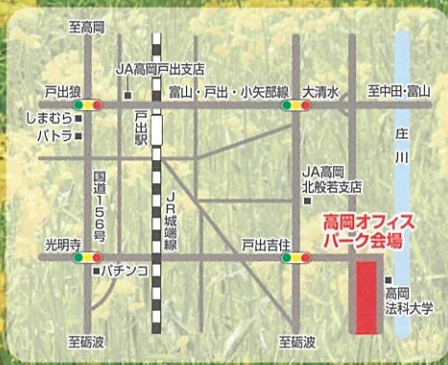 至高岡
JA高岡戸出支店
戸出狼
富山・戸出・小矢部線
大清水
至中田・富山
しまむら
パトラ
戸出駅
庄川
国道156号
JR城端線
JA高岡
北般若支店
高岡オフィス
パーク会場
光明寺
戸出吉住
パチンコ
高岡
法科大学
至砺波
至砺波